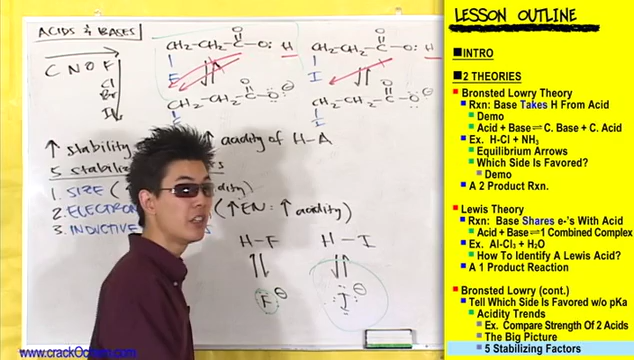 ACIDS & BASES
C N O F
Cl
Br
I
CH₂-CH₂-C-O: H
O
F
CH₂-CH₂-C-O:⊖
O
F
CH₂-CH₂-C-O: H
O
I
CH₂-CH₂-C-O:⊖
O
I
↑ stability ↑ acidity of H-A
5 stabiliz
1. SIZE (
2. ELECTRON (↑EN: ↑ acidity)
3. INDUCTIVE
H-F H-I
F⊖ I⊖
www.crackOchem.com
LESSON OUTLINE
INTRO
2 THEORIES
Bronsted Lowry Theory
Rxn: Base Takes H From Acid
Demo
Acid + Base ⇌ C. Base + C. Acid
Ex. H-Cl + NH₃
Equilibrium Arrows
Which Side Is Favored?
Demo
A 2 Product Rxn.
Lewis Theory
Rxn: Base Shares e-'s With Acid
Acid + Base ⇌ 1 Combined Complex
Ex. Al-Cl₃ + H₂O
How To Identify A Lewis Acid?
A 1 Product Reaction
Bronsted Lowry (cont.)
Tell Which Side Is Favored w/o pKa
Acidity Trends
Ex. Compare Strength Of 2 Acids
The Big Picture
5 Stabilizing Factors